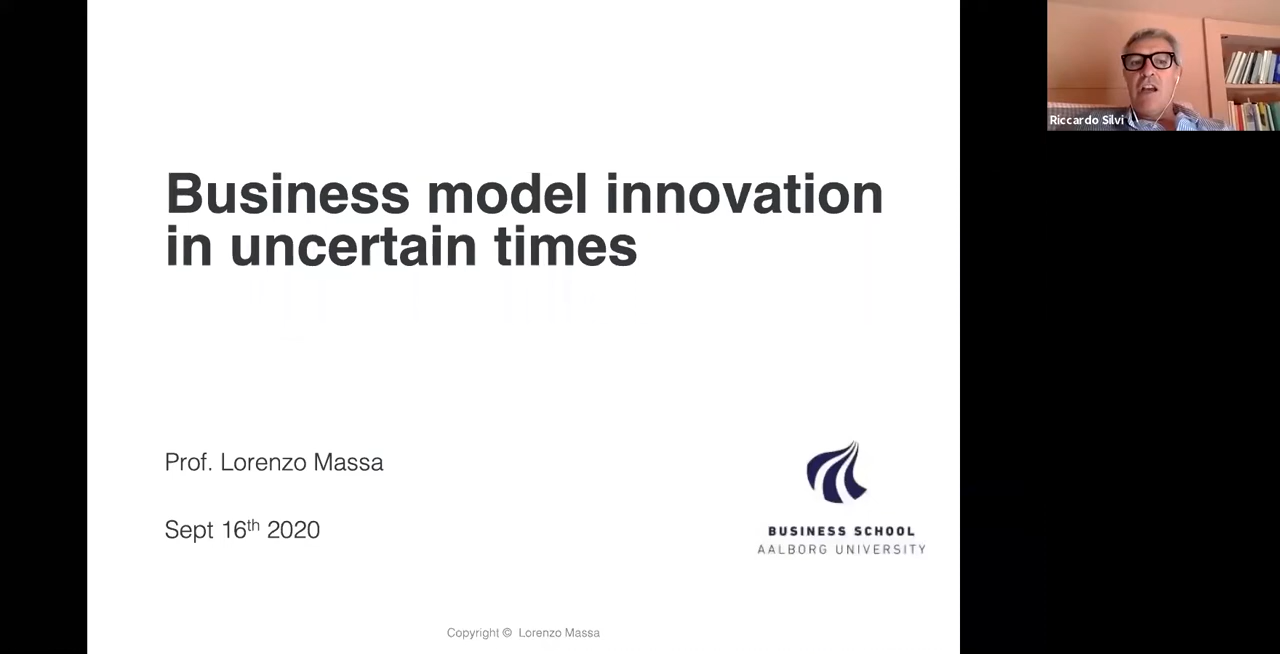 Business model innovation
in uncertain times
Prof. Lorenzo Massa
Sept 16th 2020
BUSINESS SCHOOL
AALBORG UNIVERSITY
Copyright © Lorenzo Massa
Riccardo Silvi